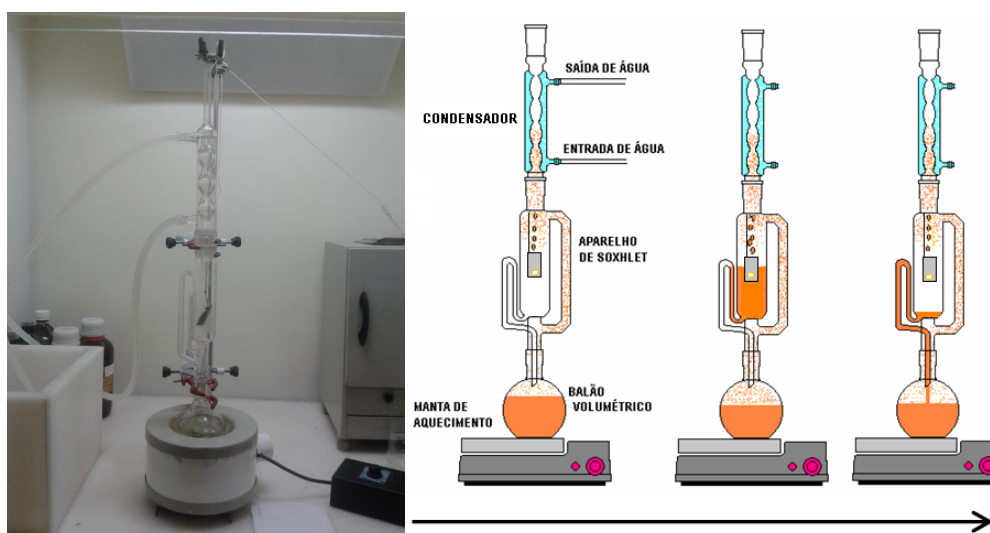 SAÍDA DE ÁGUA
CONDENSADOR
ENTRADA DE ÁGUA
APARELHO
DE SOXHLET
BALÃO
VOLUMÉTRICO
MANTA DE
AQUECIMENTO